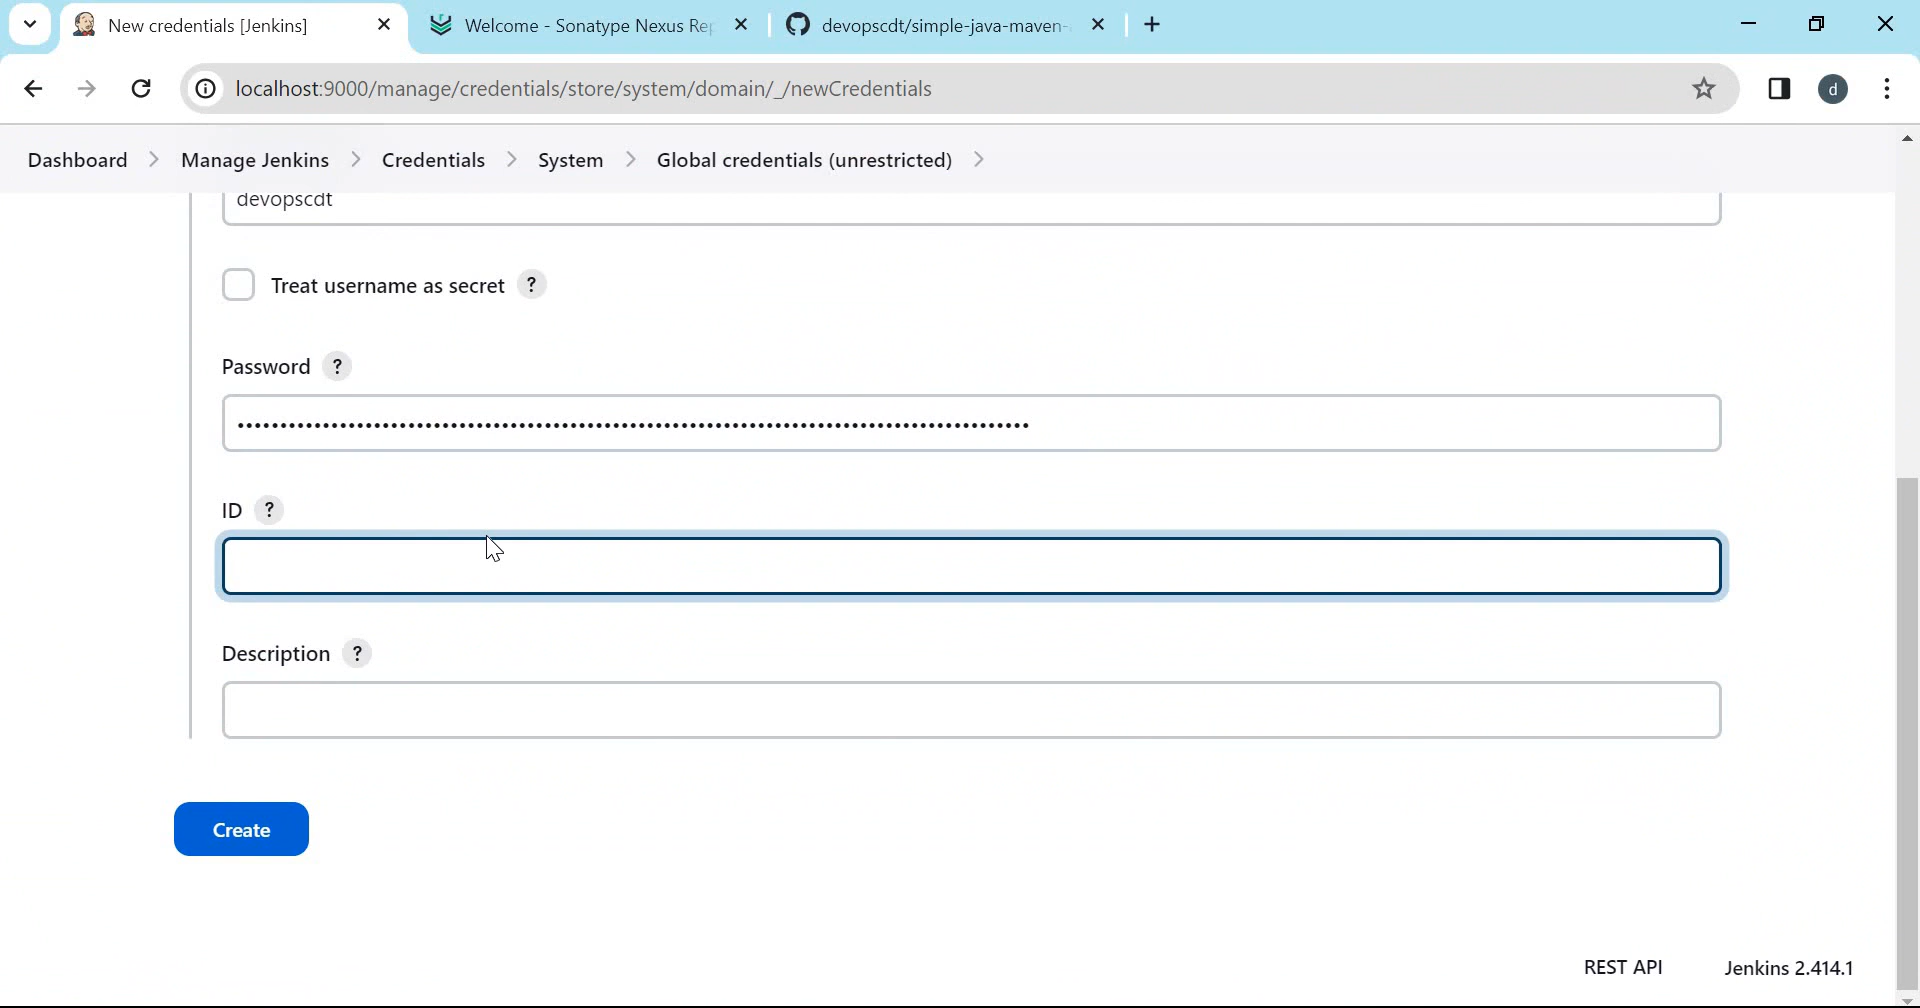 New credentials [Jenkins]
Welcome - Sonatype Nexus Rep
devopscdt/simple-java-maven-
localhost:9000/manage/credentials/store/system/domain/_/newCredentials
d
Dashboard > Manage Jenkins > Credentials > System > Global credentials (unrestricted) >
devopscdt
Treat username as secret ?
Password ?
ID ?
Description ?
Create
REST API Jenkins 2.414.1